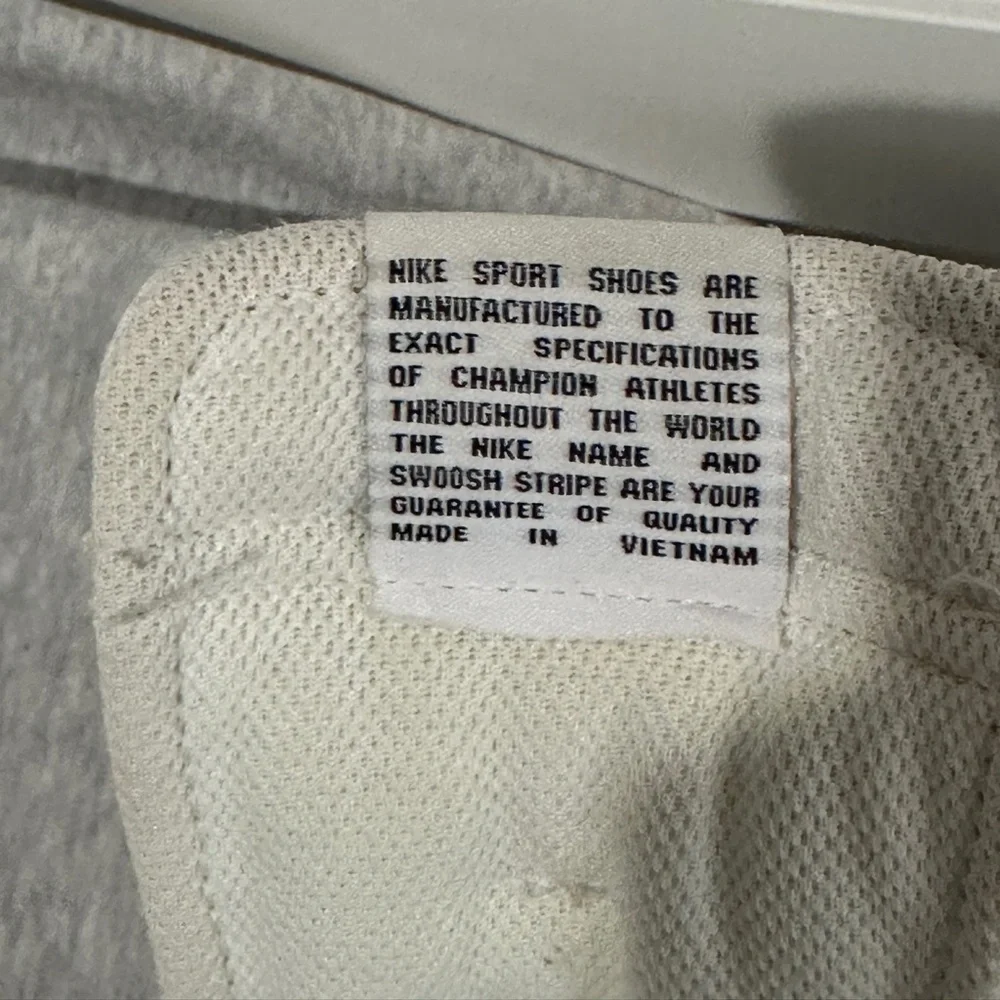 NIKE SPORT SHOES ARE
MANUFACTURED TO THE
EXACT SPECIFICATIONS
OF CHAMPION ATHLETES
THROUGHOUT THE WORLD
THE NIKE NAME AND
SWOOSH STRIPE ARE YOUR
GUARANTEE OF QUALITY
MADE IN VIETNAM